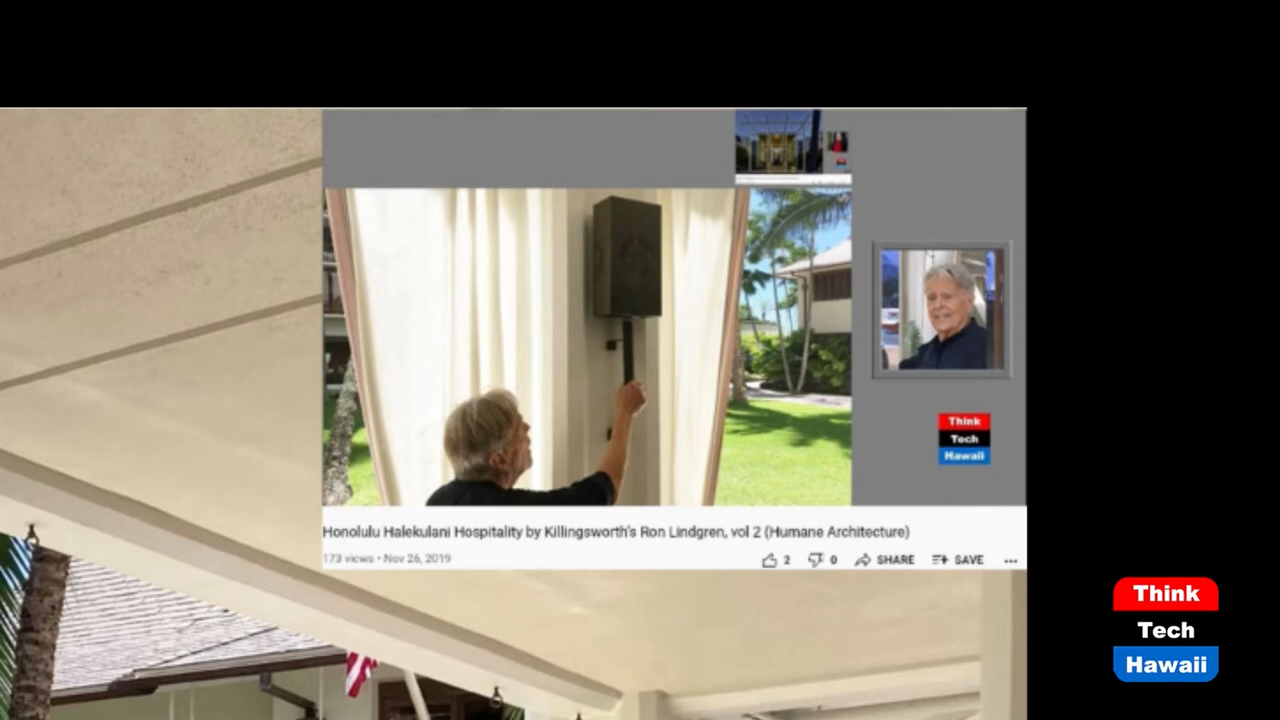 Think
Tech
Hawaii
Honolulu Halekulani Hospitality by Killingsworth's Ron Lindgren, vol 2 (Humane Architecture)
173 views • Nov 26, 2019
2
0
SHARE
SAVE
Think
Tech
Hawaii